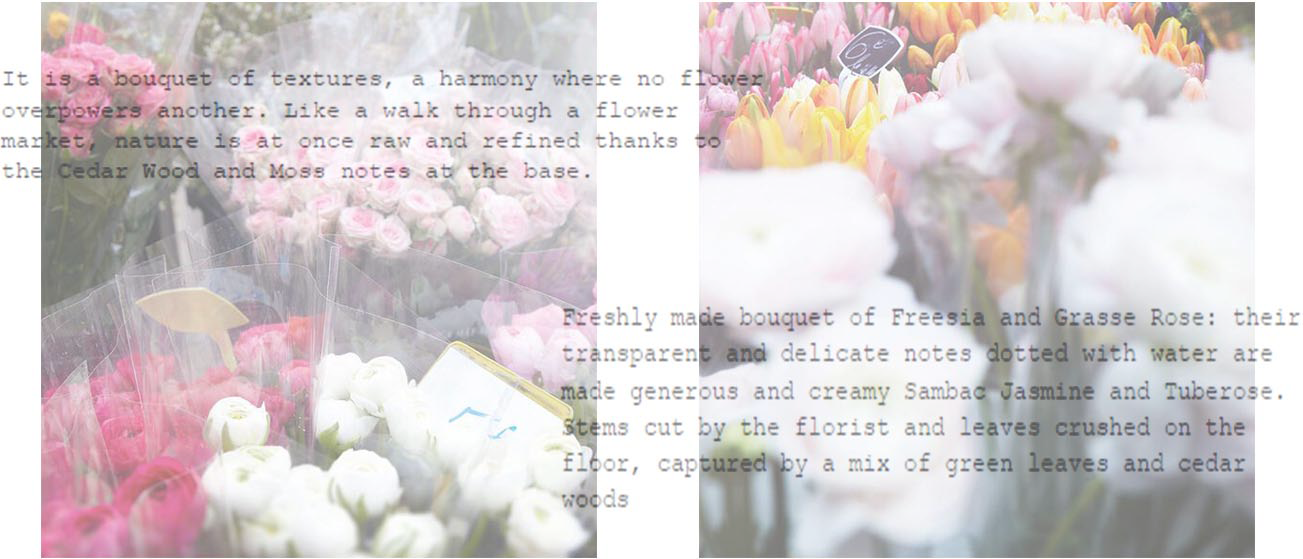 It is a bouquet of textures, a harmony where no flower
overpowers another. Like a walk through a flower
market, nature is at once raw and refined thanks to
the Cedar Wood and Moss notes at the base.
Freshly made bouquet of Freesia and Grasse Rose: their
transparent and delicate notes dotted with water are
made generous and creamy Sambac Jasmine and Tuberose.
Stems cut by the florist and leaves crushed on the
floor, captured by a mix of green leaves and cedar
woods